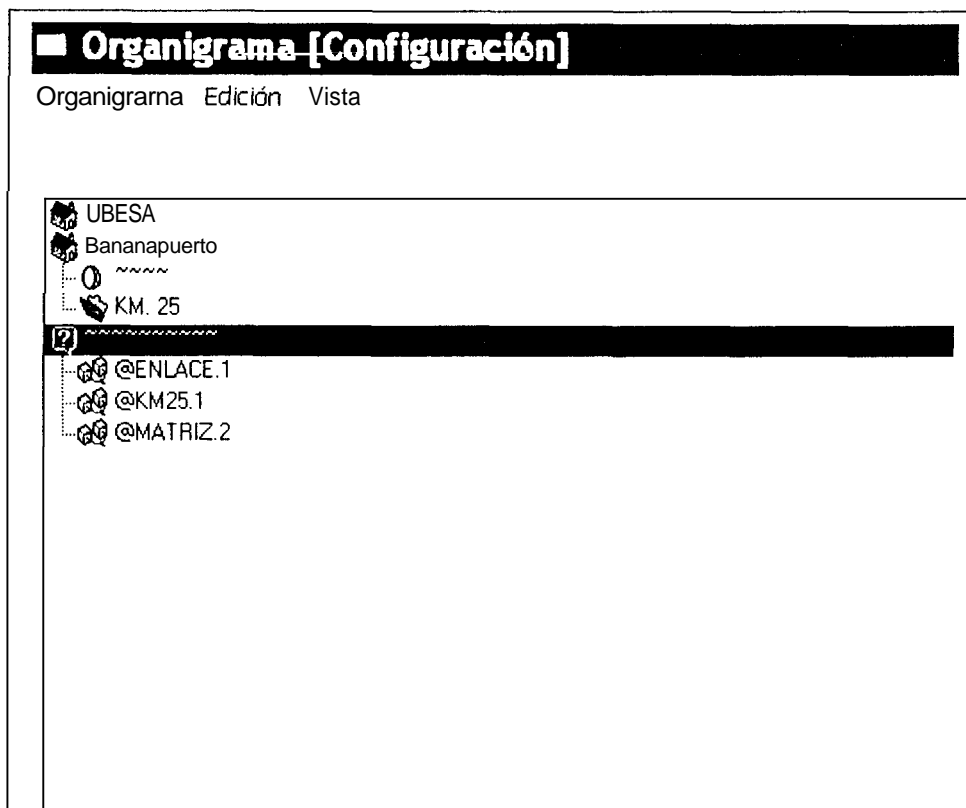 Organigrama [Configuración]
Organigrarna Edición Vista
UBESA
Bananapuerto
~~~~
KM. 25
~~~~~~~~~~~~
@ENLACE.1
@KM25.1
@MATRIZ.2